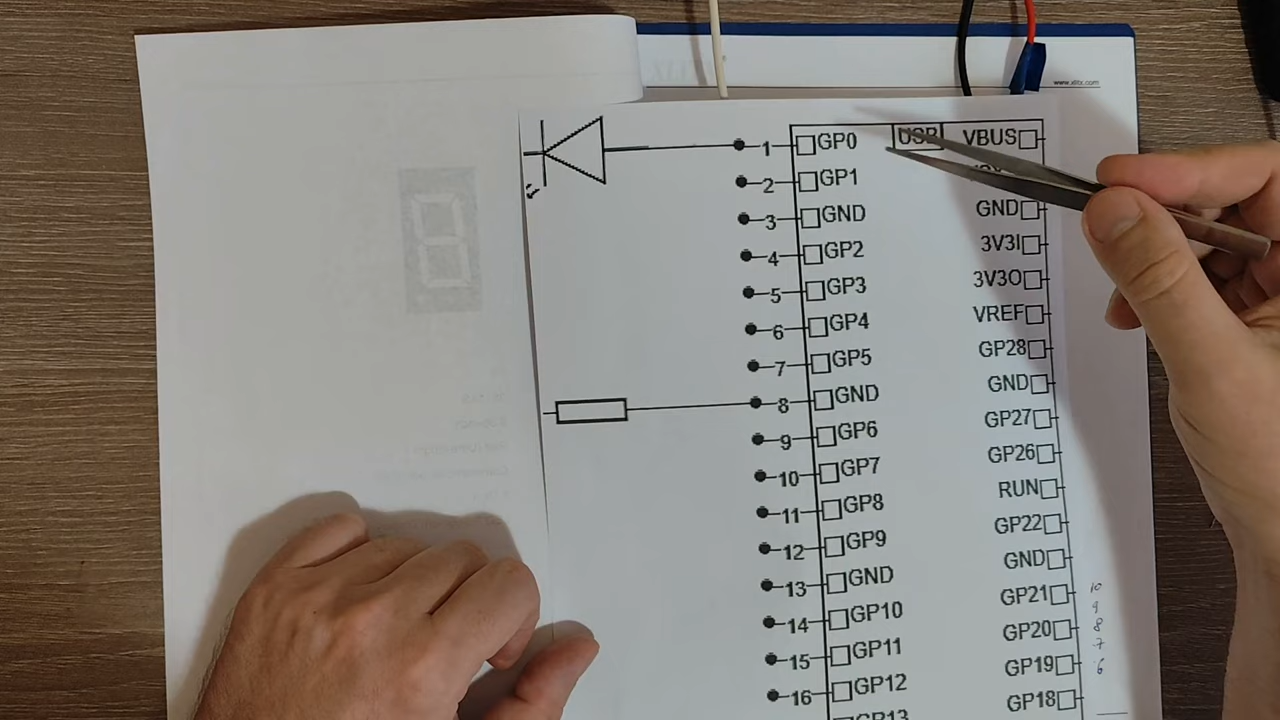 www.xlitx.com
1 GP0 USB VBUS
2 GP1
3 GND GND
4 GP2 3V3I
5 GP3 3V3O
6 GP4 VREF
7 GP5 GP28
8 GND GND
9 GP6 GP27
10 GP7 GP26
11 GP8 RUN
12 GP9 GP22
13 GND GND
14 GP10 GP21 10
9
15 GP11 GP20 8
7
16 GP12 GP19 6
GP13 GP18